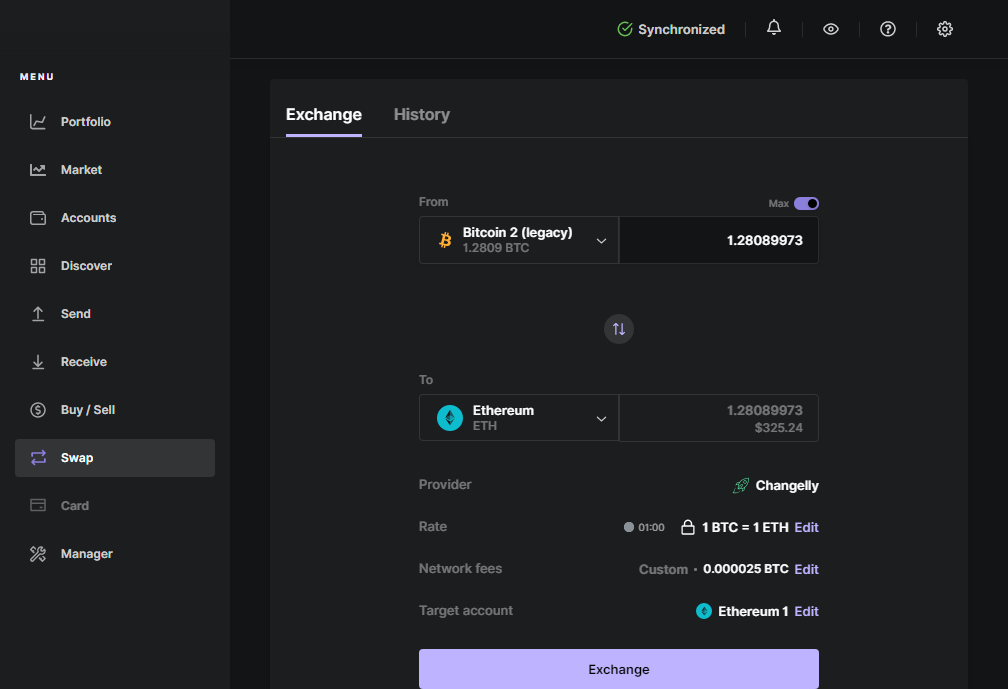 Synchronized
MENU
Portfolio
Market
Accounts
Discover
Send
Receive
Buy / Sell
Swap
Card
Manager
Exchange History
From Max
Bitcoin 2 (legacy)
1.2809 BTC
1.28089973
To
Ethereum
ETH
1.28089973
$325.24
Provider Changelly
Rate 01:00 1 BTC = 1 ETH Edit
Network fees Custom · 0.000025 BTC Edit
Target account Ethereum 1 Edit
Exchange